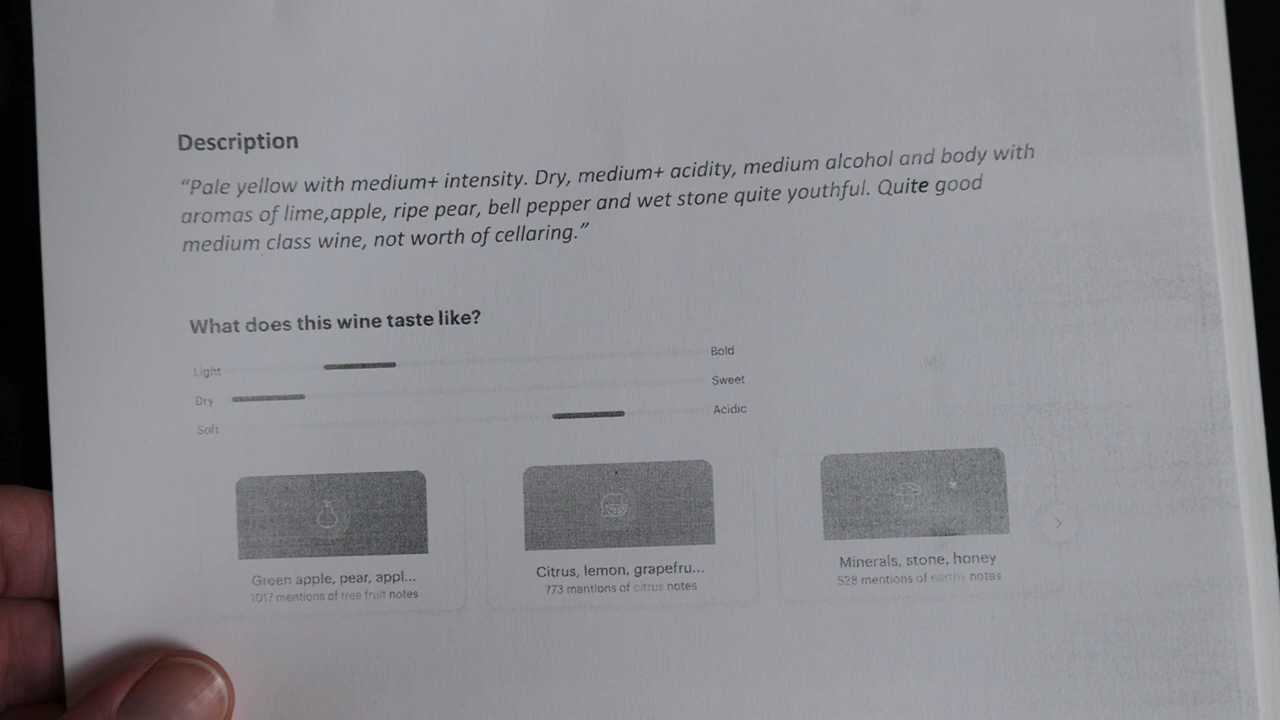 Description
“Pale yellow with medium+ intensity. Dry, medium+ acidity, medium alcohol and body with
aromas of lime,apple, ripe pear, bell pepper and wet stone quite youthful. Quite good
medium class wine, not worth of cellaring.”
What does this wine taste like?
Light Bold
Dry Sweet
Soft Acidic
Green apple, pear, appl... Citrus, lemon, grapefru... Minerals, stone, honey
1017 mentions of tree fruit notes 773 mentions of citrus notes 528 mentions of earthy notes